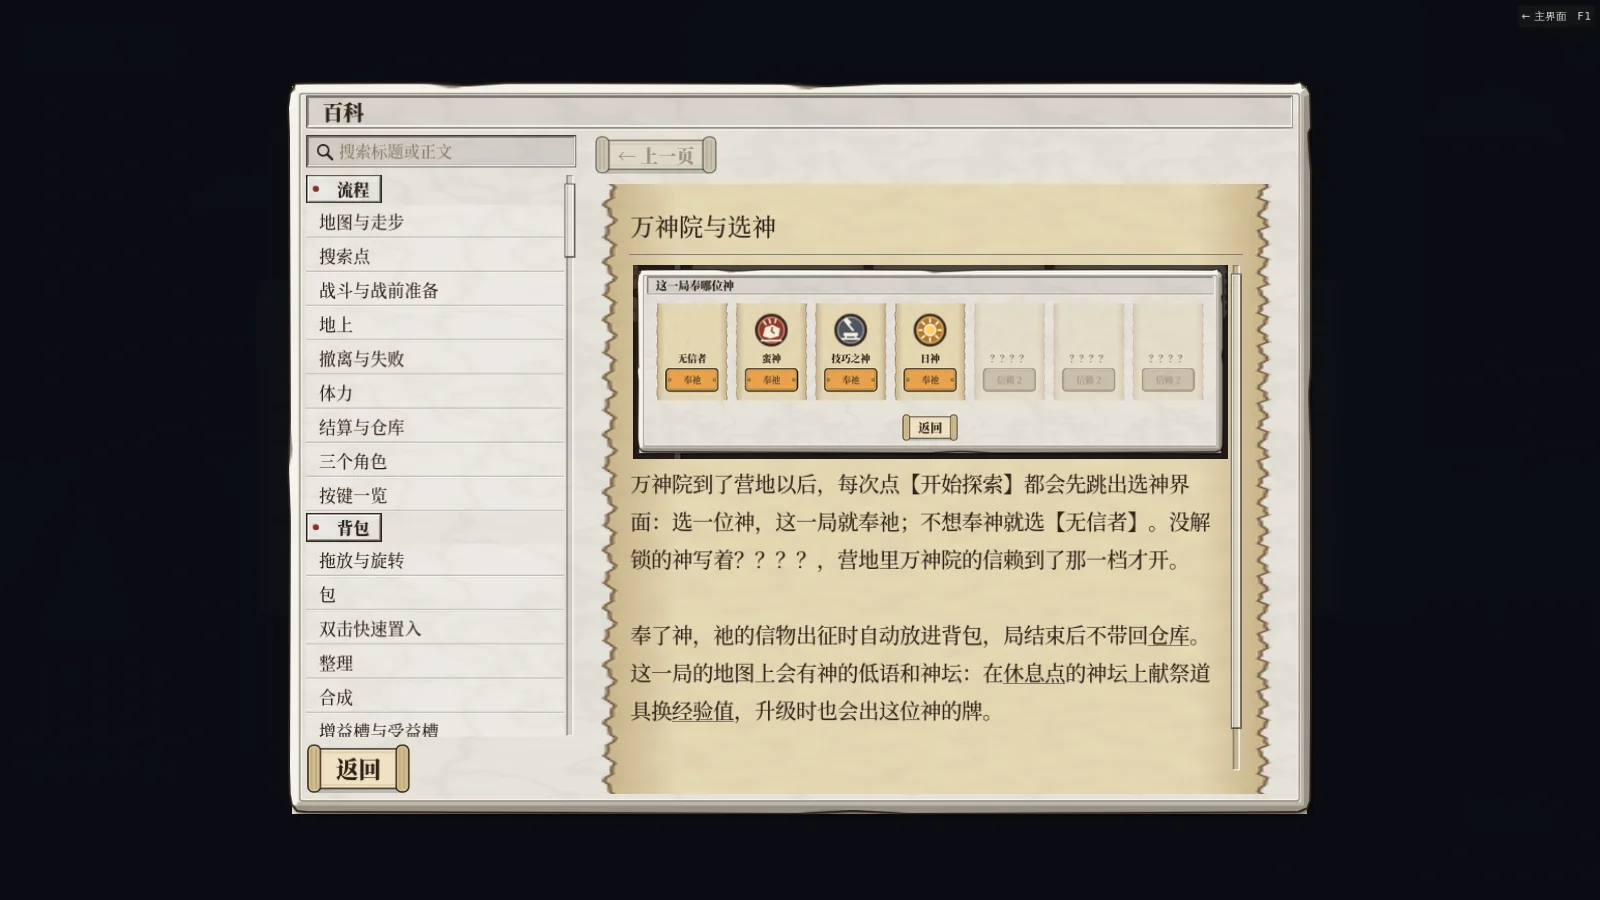 ← 主界面 F1
百科
搜索标题或正文
← 上一页
流程
地图与走步
搜索点
战斗与战前准备
地上
撤离与失败
体力
结算与仓库
三个角色
按键一览
背包
拖放与旋转
包
双击快速置入
整理
合成
增益槽与受益槽
返回
万神院与选神
这一局奉哪位神
无信者 蛮神 技巧之神 日神 ???? ???? ????
奉祂 奉祂 奉祂 奉祂 信赖 2 信赖 2 信赖 2
返回
万神院到了营地以后，每次点【开始探索】都会先跳出选神界
面：选一位神，这一局就奉祂；不想奉神就选【无信者】。没解
锁的神写着？？？？，营地里万神院的信赖到了那一档才开。
奉了神，祂的信物出征时自动放进背包，局结束后不带回仓库。
这一局的地图上会有神的低语和神坛：在休息点的神坛上献祭道
具换经验值，升级时也会出这位神的牌。